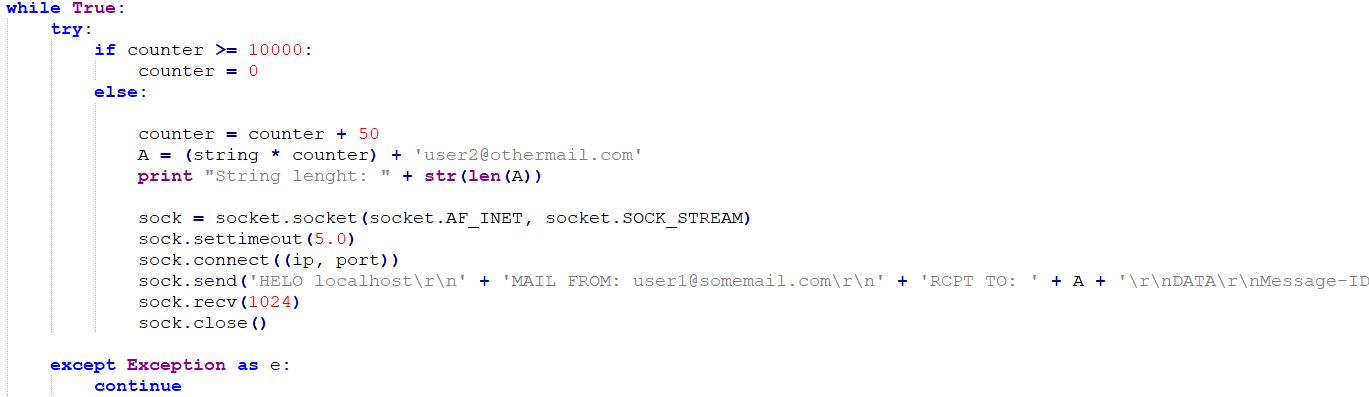 while True:
try:
if counter >= 10000:
counter = 0
else:
counter = counter + 50
A = (string * counter) + 'user2@othermail.com'
print "String lenght: " + str(len(A))
sock = socket.socket(socket.AF_INET, socket.SOCK_STREAM)
sock.settimeout(5.0)
sock.connect((ip, port))
sock.send('HELO localhost\r\n' + 'MAIL FROM: user1@somemail.com\r\n' + 'RCPT TO: ' + A + '\r\nDATA\r\nMessage-ID
sock.recv(1024)
sock.close()
except Exception as e:
continue